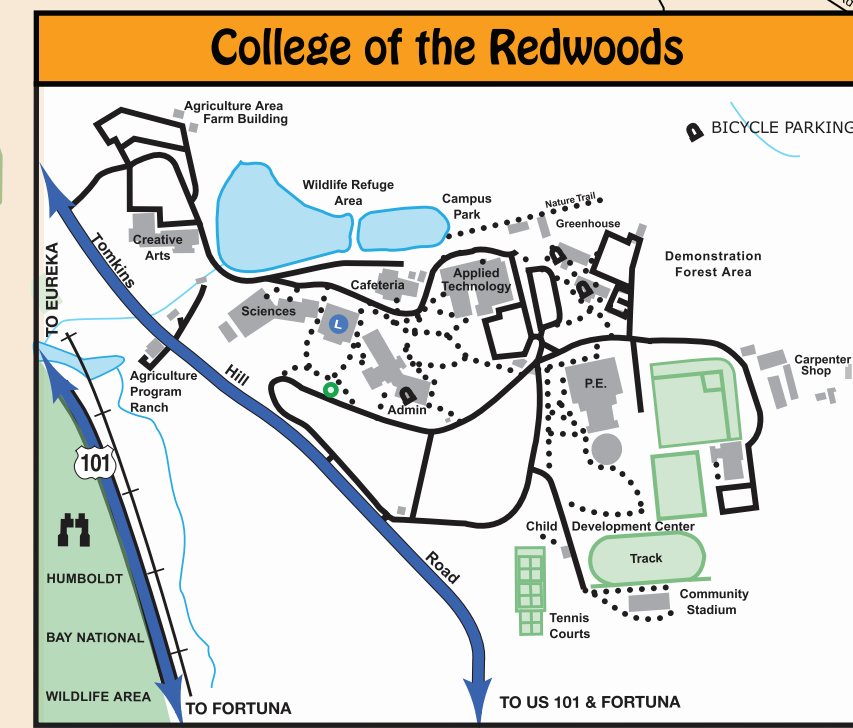 College of the Redwoods
Agriculture Area
Farm Building
BICYCLE PARKING
Wildlife Refuge
Area
Campus
Park
Nature Trail
Greenhouse
Demonstration
Forest Area
Creative
Arts
Tomkins
TO EUREKA
Cafeteria
Applied
Technology
Sciences
L
Agriculture
Program
Ranch
Hill
Admin
P.E.
Carpenter
Shop
101
Child Development Center
HUMBOLDT
BAY NATIONAL
WILDLIFE AREA
Road
Track
Community
Stadium
Tennis
Courts
TO FORTUNA
TO US 101 & FORTUNA